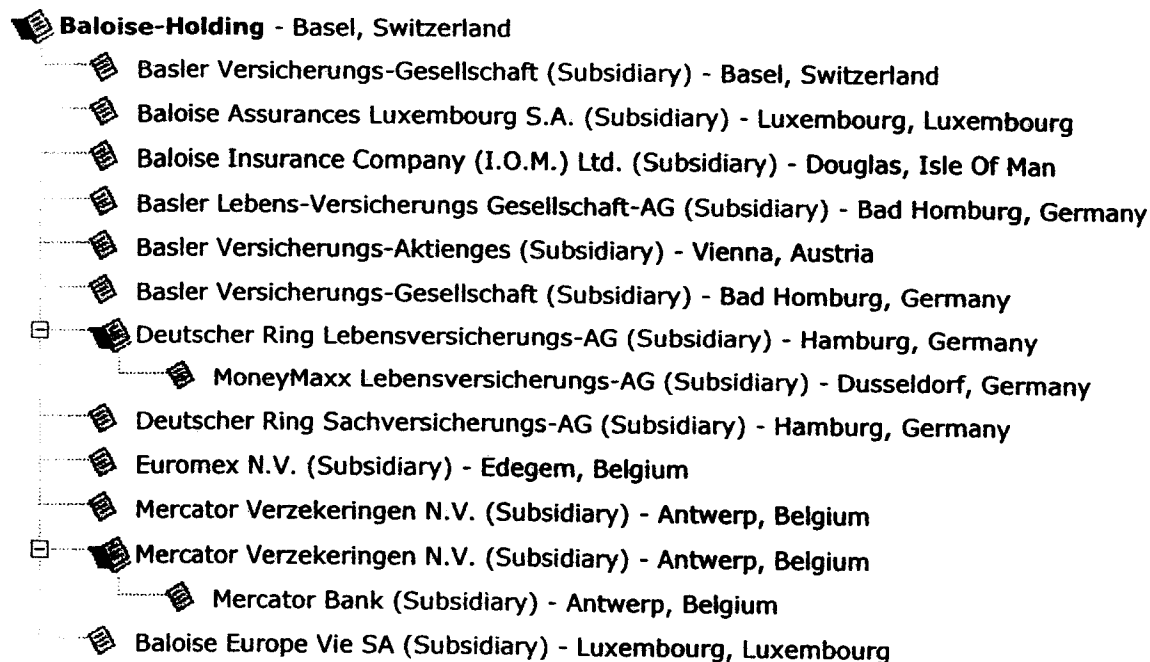 Baloise-Holding - Basel, Switzerland
Basler Versicherungs-Gesellschaft (Subsidiary) - Basel, Switzerland
Baloise Assurances Luxembourg S.A. (Subsidiary) - Luxembourg, Luxembourg
Baloise Insurance Company (I.O.M.) Ltd. (Subsidiary) - Douglas, Isle Of Man
Basler Lebens-Versicherungs Gesellschaft-AG (Subsidiary) - Bad Homburg, Germany
Basler Versicherungs-Aktienges (Subsidiary) - Vienna, Austria
Basler Versicherungs-Gesellschaft (Subsidiary) - Bad Homburg, Germany
Deutscher Ring Lebensversicherungs-AG (Subsidiary) - Hamburg, Germany
MoneyMaxx Lebensversicherungs-AG (Subsidiary) - Dusseldorf, Germany
Deutscher Ring Sachversicherungs-AG (Subsidiary) - Hamburg, Germany
Euromex N.V. (Subsidiary) - Edegem, Belgium
Mercator Verzekeringen N.V. (Subsidiary) - Antwerp, Belgium
Mercator Verzekeringen N.V. (Subsidiary) - Antwerp, Belgium
Mercator Bank (Subsidiary) - Antwerp, Belgium
Baloise Europe Vie SA (Subsidiary) - Luxembourg, Luxembourg